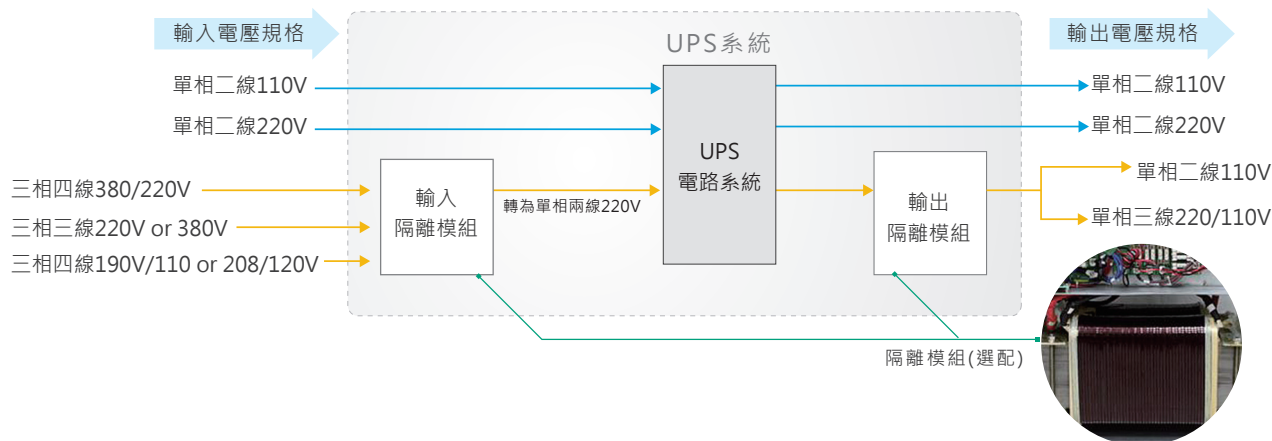 輸入電壓規格
UPS系統
輸出電壓規格
單相二線110V
單相二線220V
三相四線380/220V
三相三線220V or 380V
三相四線190V/110 or 208/120V
輸入
隔離模組
轉為單相兩線220V
UPS
電路系統
輸出
隔離模組
單相二線110V
單相二線220V
單相二線110V
單相三線220/110V
隔離模組(選配)